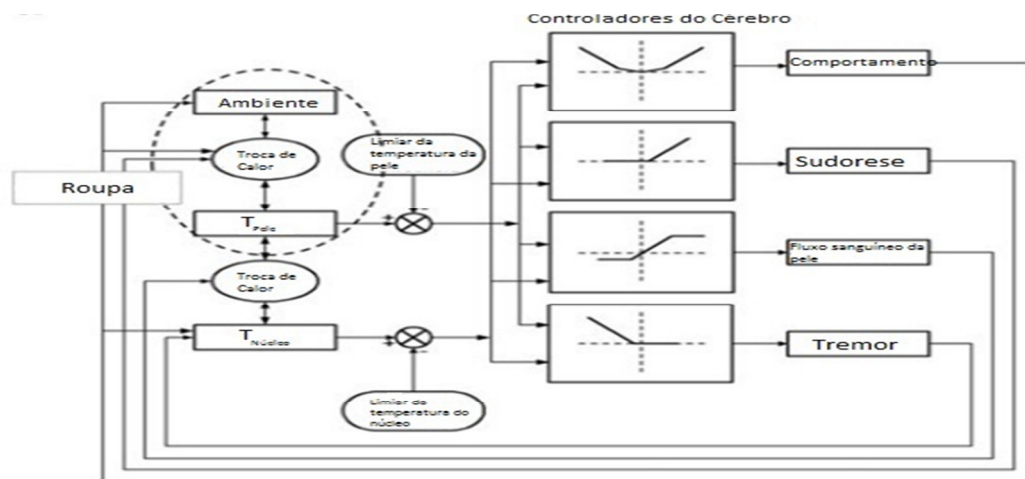 Controladores do Cérebro
Ambiente
Troca de
Calor
Roupa
T Pele
Troca de
Calor
T Núcleo
Limiar da
temperatura da
pele
Limiar da
temperatura do
núcleo
Comportamento
Sudorese
Fluxo sanguíneo da
pele
Tremor